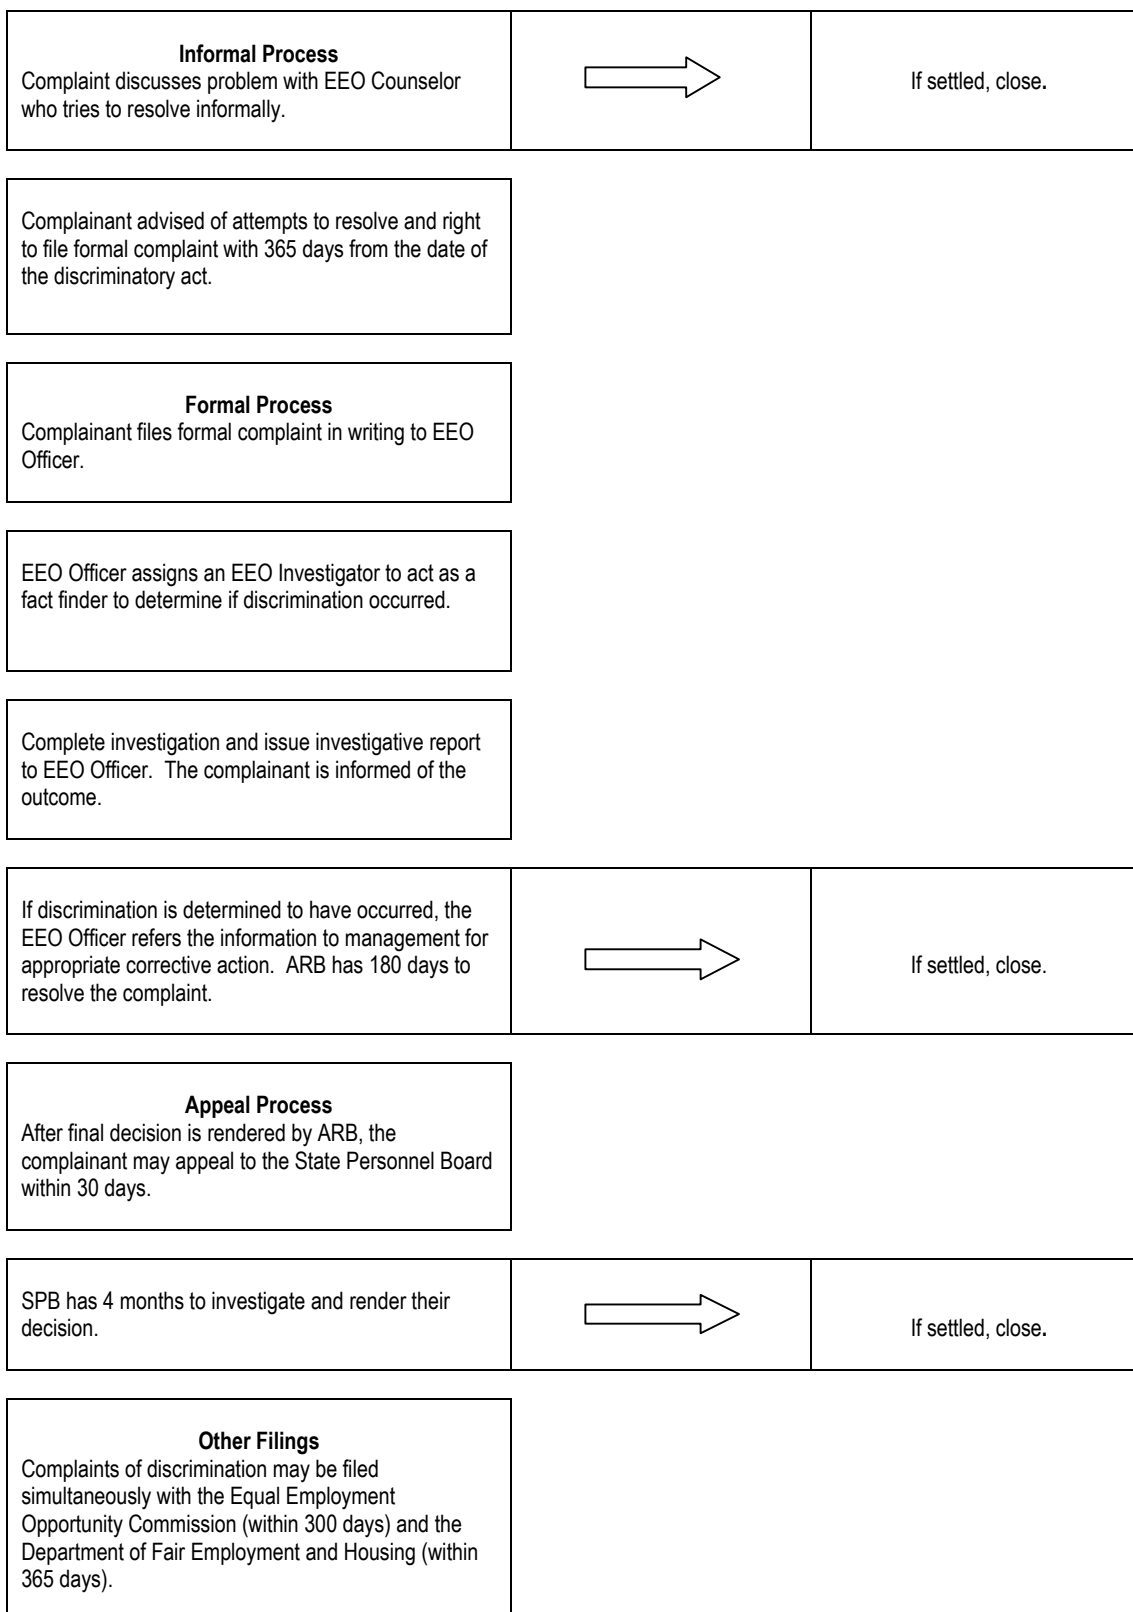 Informal Process
Complaint discusses problem with EEO Counselor
who tries to resolve informally.
If settled, close.
Complainant advised of attempts to resolve and right
to file formal complaint with 365 days from the date of
the discriminatory act.
Formal Process
Complainant files formal complaint in writing to EEO
Officer.
EEO Officer assigns an EEO Investigator to act as a
fact finder to determine if discrimination occurred.
Complete investigation and issue investigative report
to EEO Officer.  The complainant is informed of the
outcome.
If discrimination is determined to have occurred, the
EEO Officer refers the information to management for
appropriate corrective action.  ARB has 180 days to
resolve the complaint.
If settled, close.
Appeal Process
After final decision is rendered by ARB, the
complainant may appeal to the State Personnel Board
within 30 days.
SPB has 4 months to investigate and render their
decision.
If settled, close.
Other Filings
Complaints of discrimination may be filed
simultaneously with the Equal Employment
Opportunity Commission (within 300 days) and the
Department of Fair Employment and Housing (within
365 days).